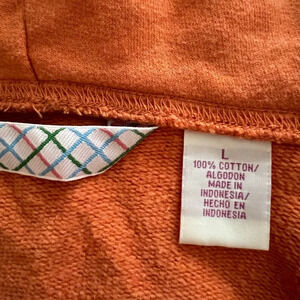 L
100% COTTON/
ALGODON
MADE IN
INDONESIA/
HECHO EN
INDONESIA